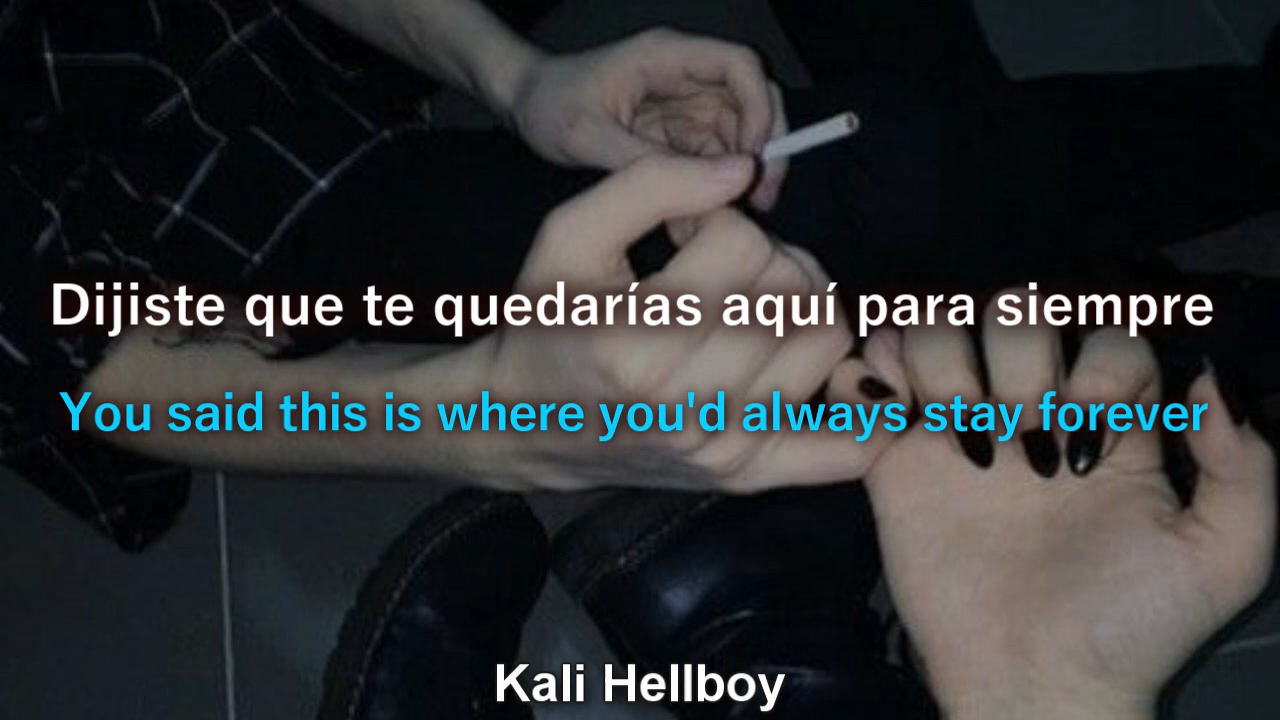 Dijiste que te quedarías aquí para siempre
You said this is where you'd always stay forever
Kali Hellboy